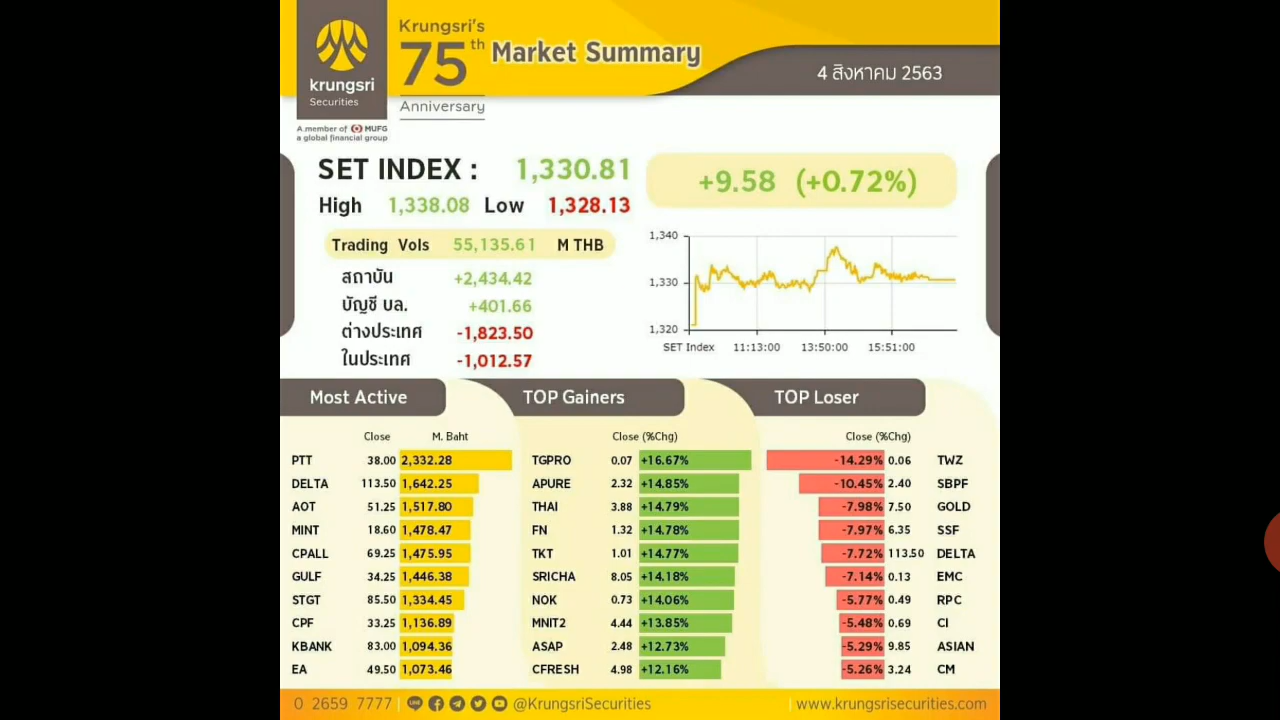 Krungsri's
75th
Anniversary
Market Summary
4 สิงหาคม 2563
krungsri
Securities
A member of MUFG
a global financial group
SET INDEX : 1,330.81 +9.58 (+0.72%)
High 1,338.08 Low 1,328.13
Trading Vols 55,135.61 M THB
สถาบัน +2,434.42
บัญชี บล. +401.66
ต่างประเทศ -1,823.50
ในประเทศ -1,012.57
1,340
1,330
1,320
SET Index 11:13:00 13:50:00 15:51:00
Most Active
Close M. Baht
PTT 38.00 2,332.28
DELTA 113.50 1,642.25
AOT 51.25 1,517.80
MINT 18.60 1,478.47
CPALL 69.25 1,475.95
GULF 34.25 1,446.38
STGT 85.50 1,334.45
CPF 33.25 1,136.89
KBANK 83.00 1,094.36
EA 49.50 1,073.46
TOP Gainers
Close (%Chg)
TGPRO 0.07 +16.67%
APURE 2.32 +14.85%
THAI 3.88 +14.79%
FN 1.32 +14.78%
TKT 1.01 +14.77%
SRICHA 8.05 +14.18%
NOK 0.73 +14.06%
MNIT2 4.44 +13.85%
ASAP 2.48 +12.73%
CFRESH 4.98 +12.16%
TOP Loser
Close (%Chg)
-14.29% 0.06 TWZ
-10.45% 2.40 SBPF
-7.98% 7.50 GOLD
-7.97% 6.35 SSF
-7.72% 113.50 DELTA
-7.14% 0.13 EMC
-5.77% 0.49 RPC
-5.48% 0.69 CI
-5.29% 9.85 ASIAN
-5.26% 3.24 CM
0 2659 7777 @KrungsriSecurities www.krungsrisecurities.com